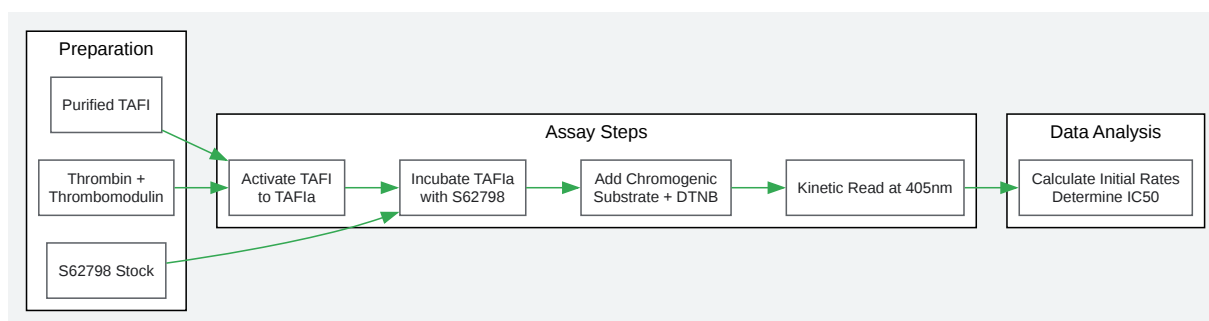 Preparation
Purified TAFI
Thrombin +
Thrombomodulin
S62798 Stock
Assay Steps
Activate TAFI
to TAFIa
Incubate TAFIa
with S62798
Add Chromogenic
Substrate + DTNB
Kinetic Read at 405nm
Data Analysis
Calculate Initial Rates
Determine IC50